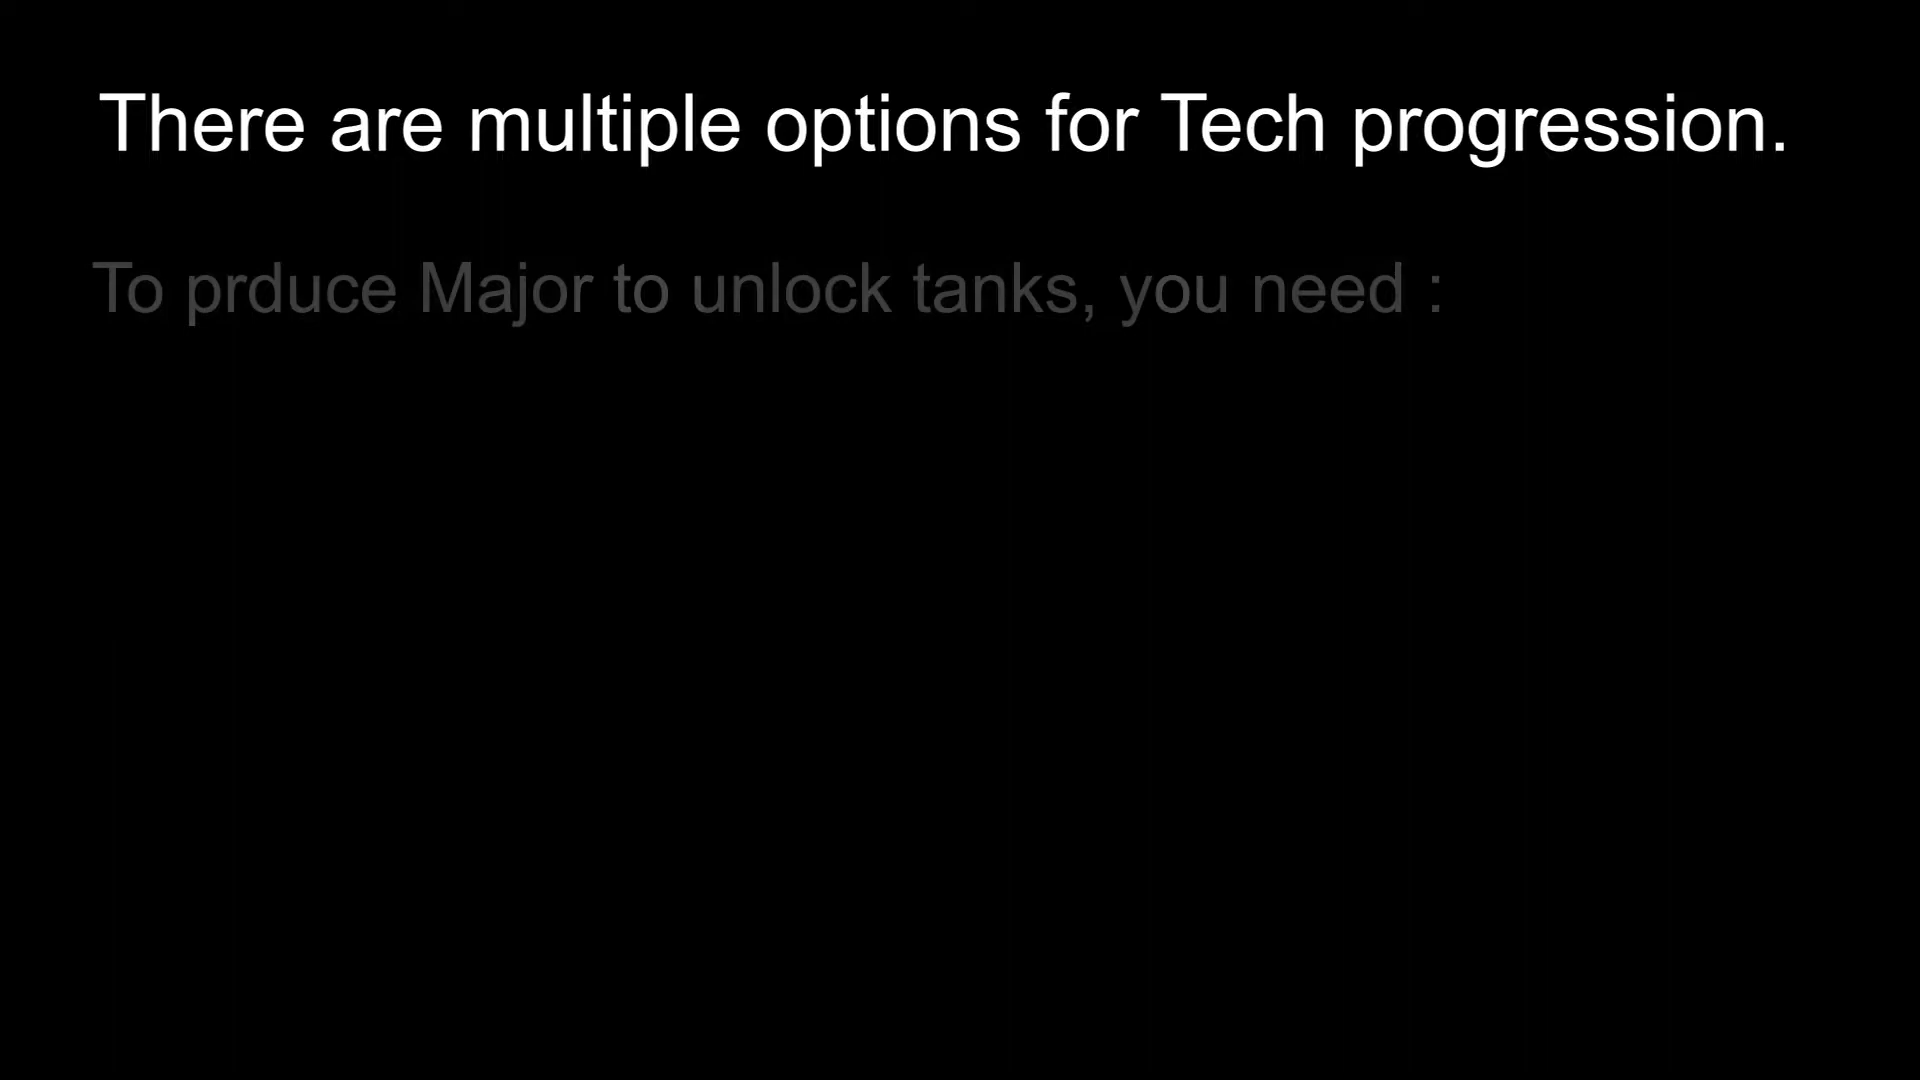 There are multiple options for Tech progression.
To prduce Major to unlock tanks, you need :